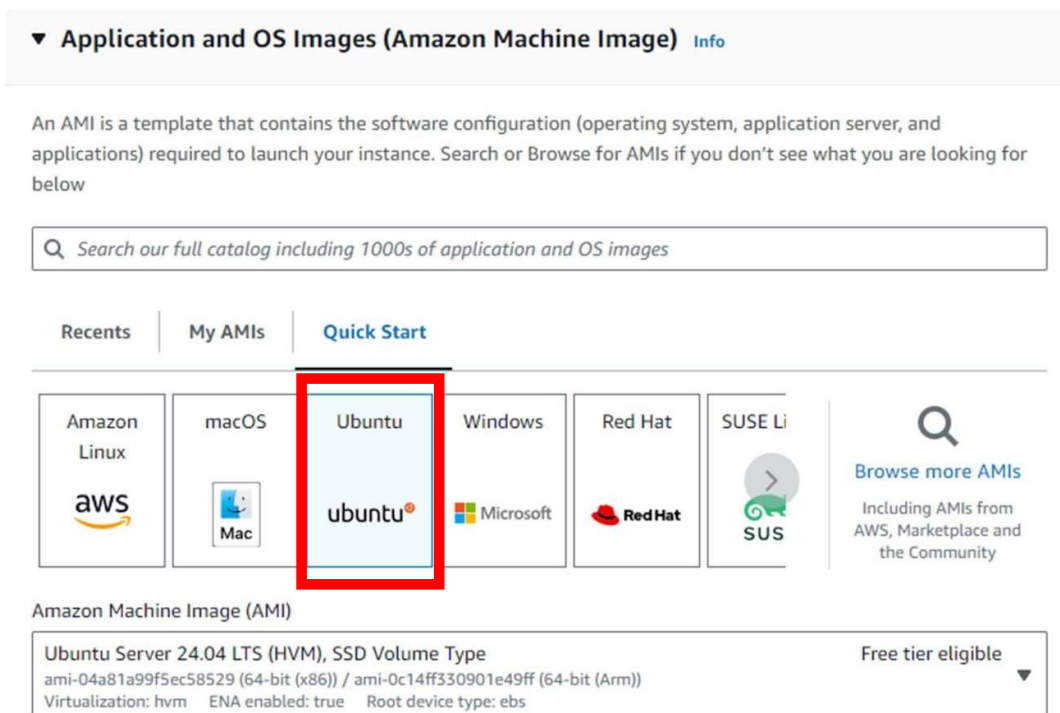 Application and OS Images (Amazon Machine Image) Info
An AMI is a template that contains the software configuration (operating system, application server, and
applications) required to launch your instance. Search or Browse for AMIs if you don't see what you are looking for
below
Search our full catalog including 1000s of application and OS images
Recents
My AMIs
Quick Start
Amazon
Linux
aws
macOS
Mac
Ubuntu
ubuntu
Windows
Microsoft
Red Hat
Red Hat
SUSE Li
SUS
Browse more AMIs
Including AMIs from
AWS, Marketplace and
the Community
Amazon Machine Image (AMI)
Ubuntu Server 24.04 LTS (HVM), SSD Volume Type
Free tier eligible
ami-04a81a99f5ec58529 (64-bit (x86)) / ami-0c14ff330901e49ff (64-bit (Arm))
Virtualization: hvm ENA enabled: true Root device type: ebs